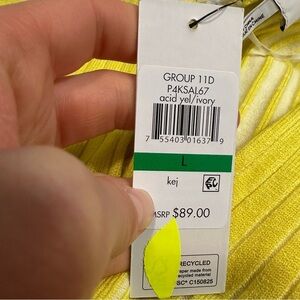 GROUP 11D
P4KSAL67
acid yel/ivory
7 55403 01637 9
L
kej
MSRP $89.00
RECYCLED